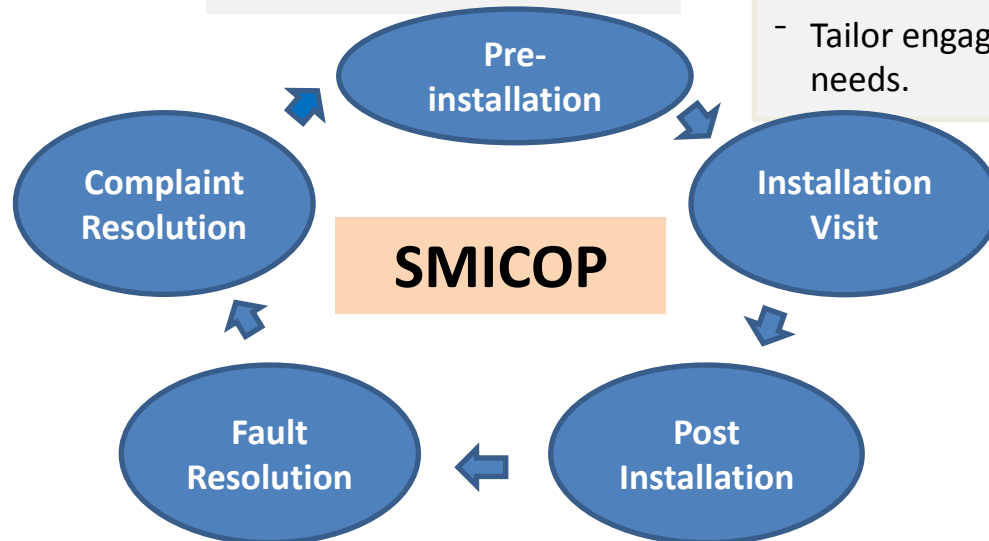 - Tailor engag
needs.
Pre-
installation
Complaint
Resolution
Installation
Visit
SMICOP
Fault
Resolution
Post
Installation